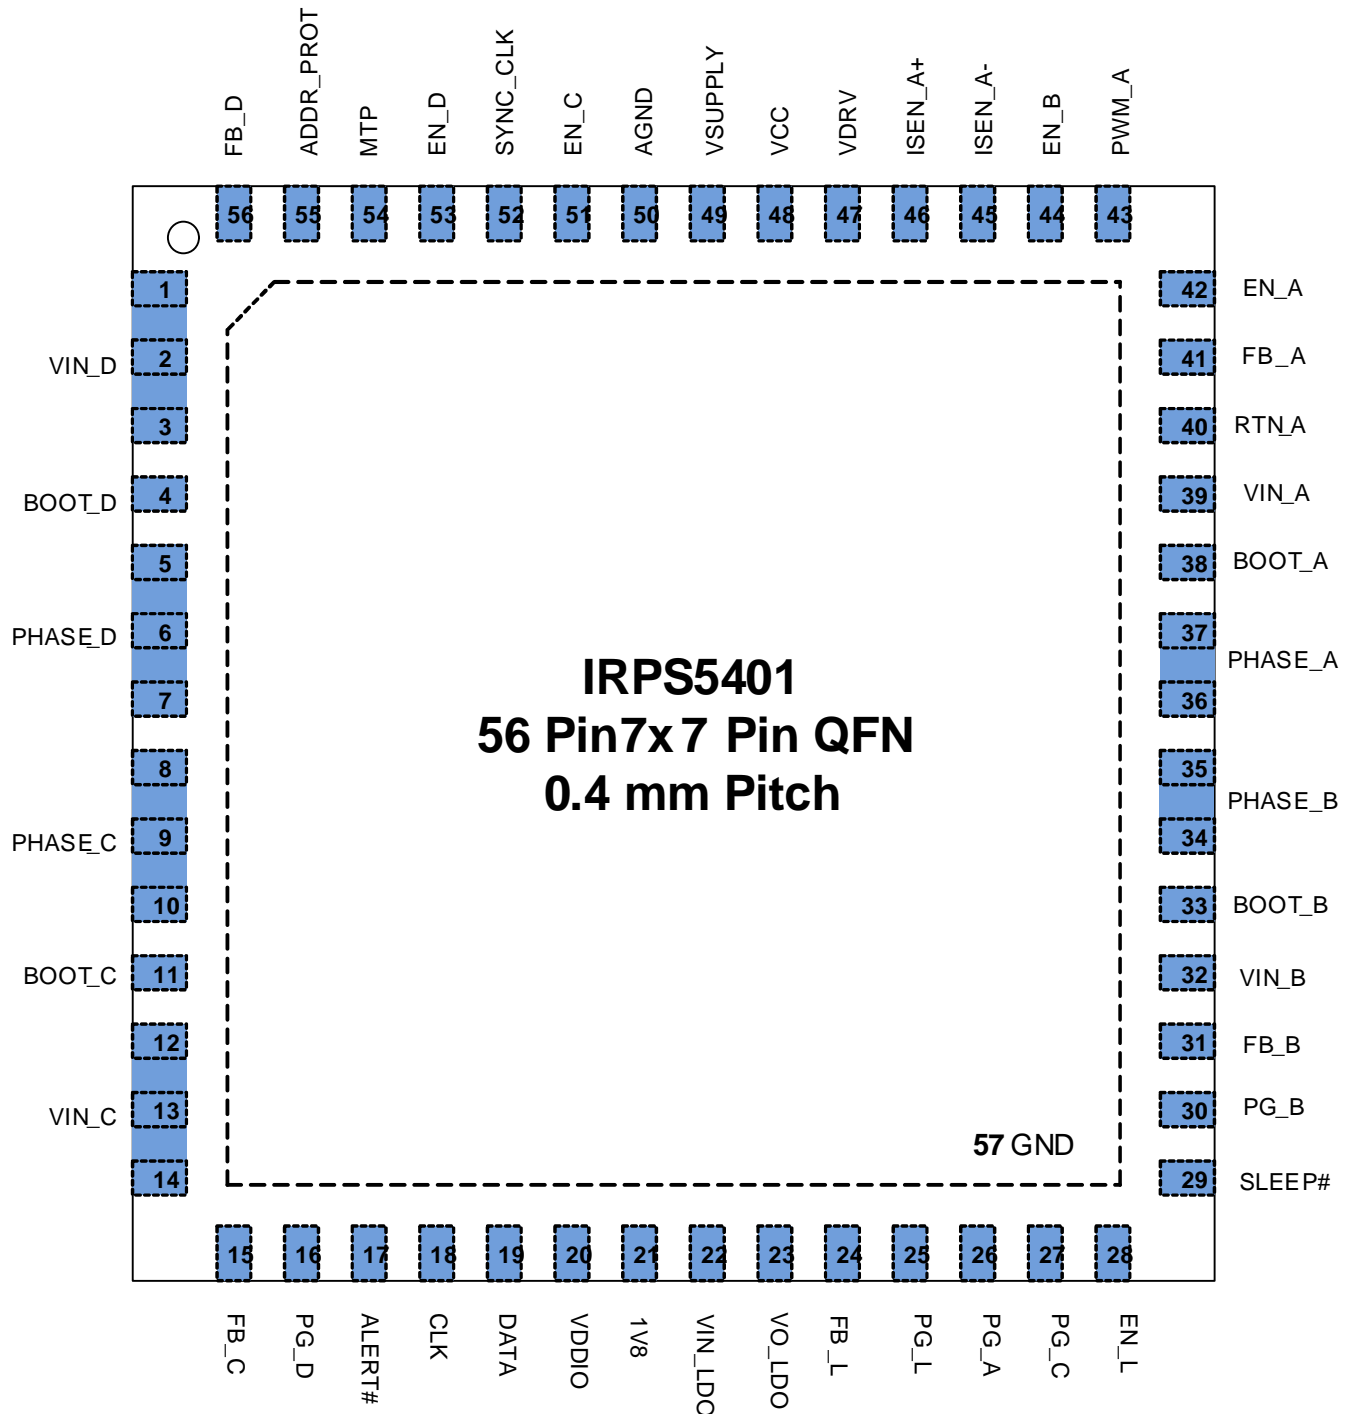 FB_D
ADDR_PROT
MTP
EN_D
SYNC_CLK
EN_C
AGND
VSUPPLY
VCC
VDRV
ISEN_A+
ISEN_A-
EN_B
PWM_A
56
55
54
53
52
51
50
49
48
47
46
45
44
43
1
VIN_D 2
3
BOOT_D 4
5
PHASE_D 6
7
8
PHASE_C 9
10
BOOT_C 11
12
VIN_C 13
14
42 EN_A
41 FB_A
40 RTN_A
39 VIN_A
38 BOOT_A
37
PHASE_A
36
35
PHASE_B
34
33 BOOT_B
32 VIN_B
31 FB_B
30 PG_B
29 SLEEP#
IRPS5401
56 Pin7x7 Pin QFN
0.4 mm Pitch
57 GND
15
16
17
18
19
20
21
22
23
24
25
26
27
28
FB_C
PG_D
ALERT#
CLK
DATA
VDDIO
1V8
VIN_LDO
VO_LDO
FB_L
PG_L
PG_A
PG_C
EN_L